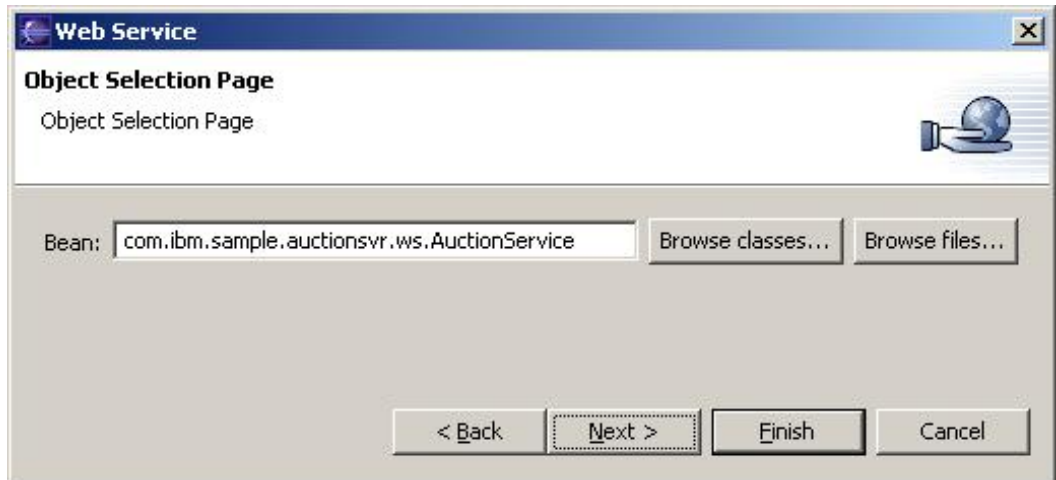 Web Service
Object Selection Page
Object Selection Page
Bean: com.ibm.sample.auctionsvr.ws.AuctionService Browse classes... Browse files...
< Back Next > Finish Cancel